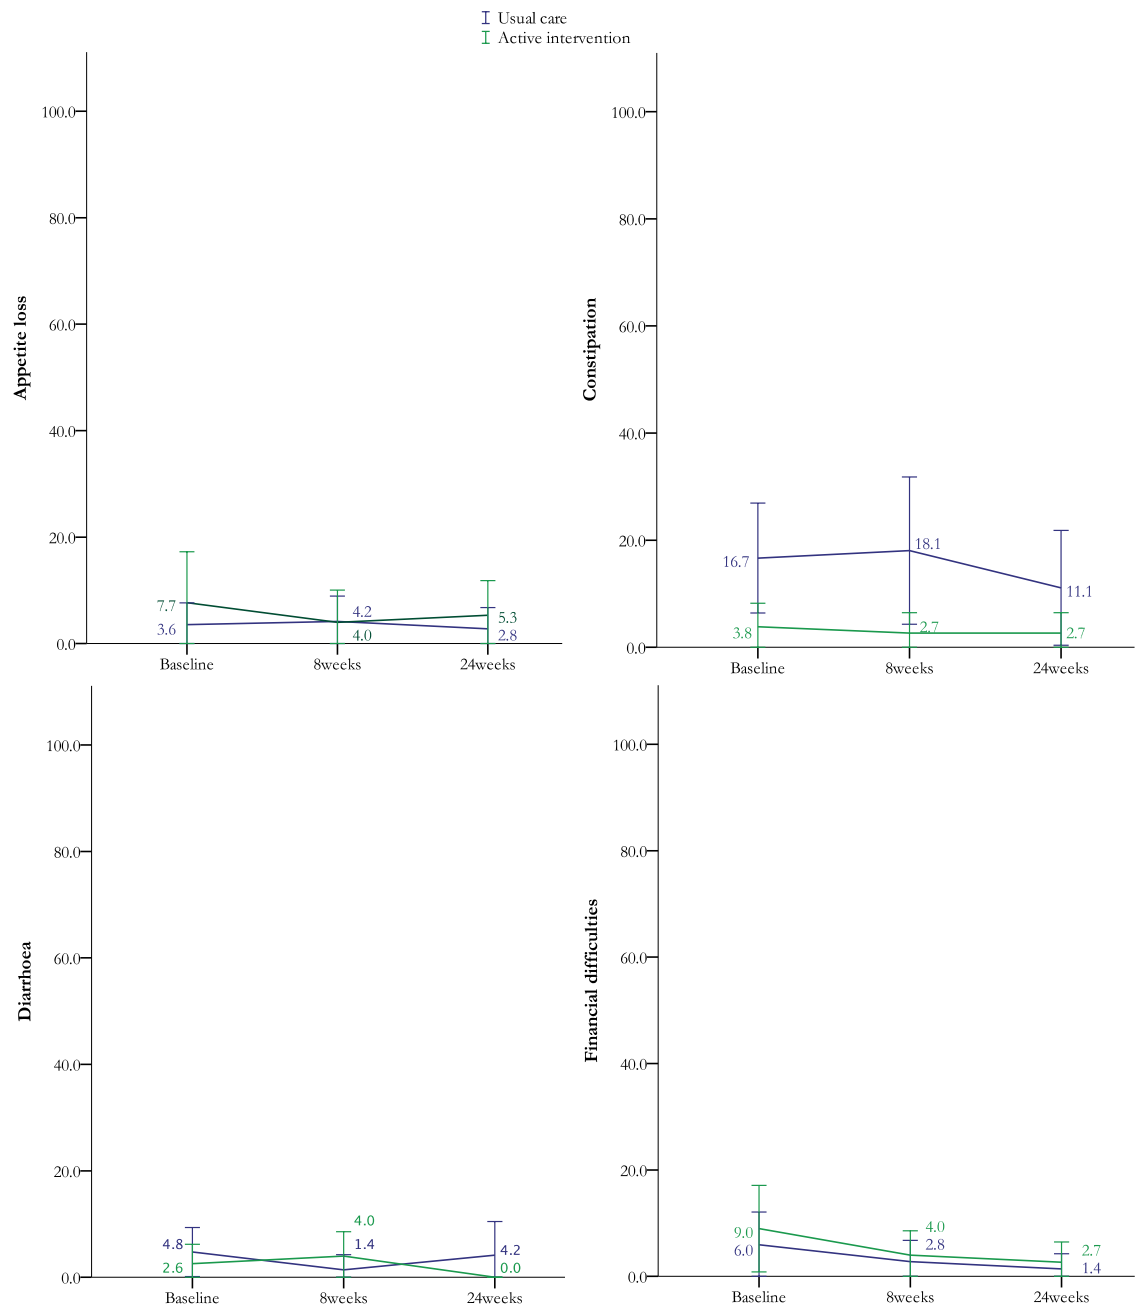 Usual care
Active intervention
Appetite loss
100.0
80.0
60.0
40.0
20.0
0.0
7.7
3.6
4.2
4.0
5.3
2.8
Baseline
8weeks
24weeks
Constipation
100.0
80.0
60.0
40.0
20.0
0.0
16.7
18.1
11.1
3.8
2.7
2.7
Baseline
8weeks
24weeks
Diarrhoea
100.0
80.0
60.0
40.0
20.0
0.0
4.8
2.6
4.0
1.4
4.2
0.0
Baseline
8weeks
24weeks
Financial difficulties
100.0
80.0
60.0
40.0
20.0
0.0
9.0
6.0
4.0
2.8
2.7
1.4
Baseline
8weeks
24weeks